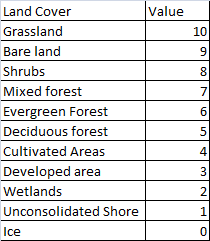 Land Cover Value
Grassland 10
Bare land 9
Shrubs 8
Mixed forest 7
Evergreen Forest 6
Deciduous forest 5
Cultivated Areas 4
Developed area 3
Wetlands 2
Unconsolidated Shore 1
Ice 0